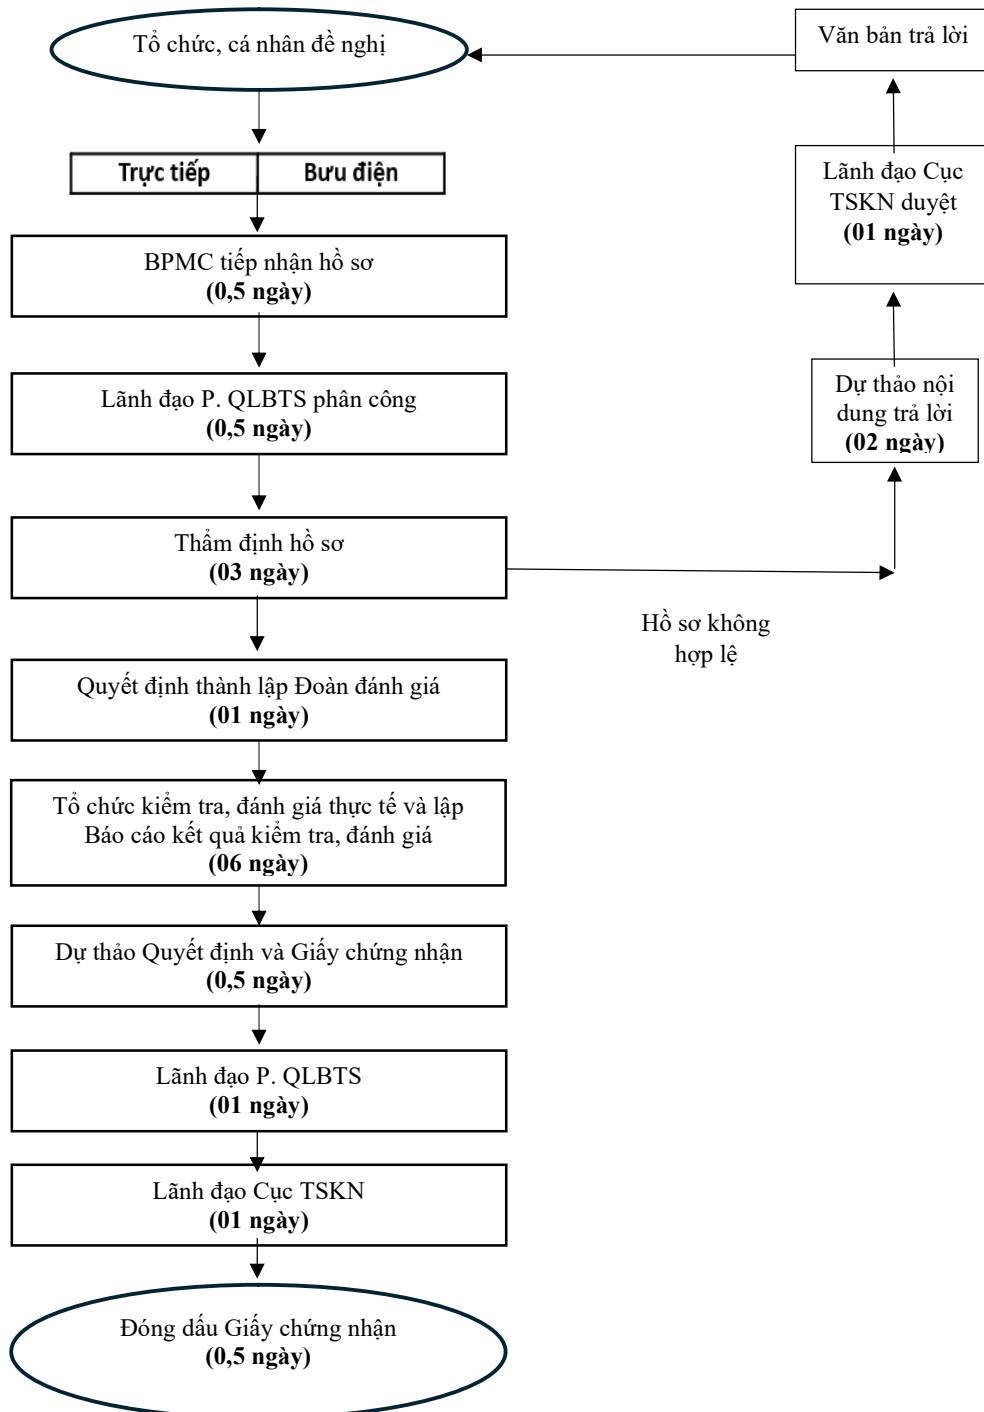 Tổ chức, cá nhân đề nghị
Văn bản trả lời
Trực tiếp
Bưu điện
Lãnh đạo Cục
TSKN duyệt
(01 ngày)
BPMC tiếp nhận hồ sơ
(0,5 ngày)
Lãnh đạo P. QLBTS phân công
(0,5 ngày)
Dự thảo nội
dung trả lời
(02 ngày)
Thẩm định hồ sơ
(03 ngày)
Hồ sơ không
hợp lệ
Quyết định thành lập Đoàn đánh giá
(01 ngày)
Tổ chức kiểm tra, đánh giá thực tế và lập
Báo cáo kết quả kiểm tra, đánh giá
(06 ngày)
Dự thảo Quyết định và Giấy chứng nhận
(0,5 ngày)
Lãnh đạo P. QLBTS
(01 ngày)
Lãnh đạo Cục TSKN
(01 ngày)
Đóng dấu Giấy chứng nhận
(0,5 ngày)